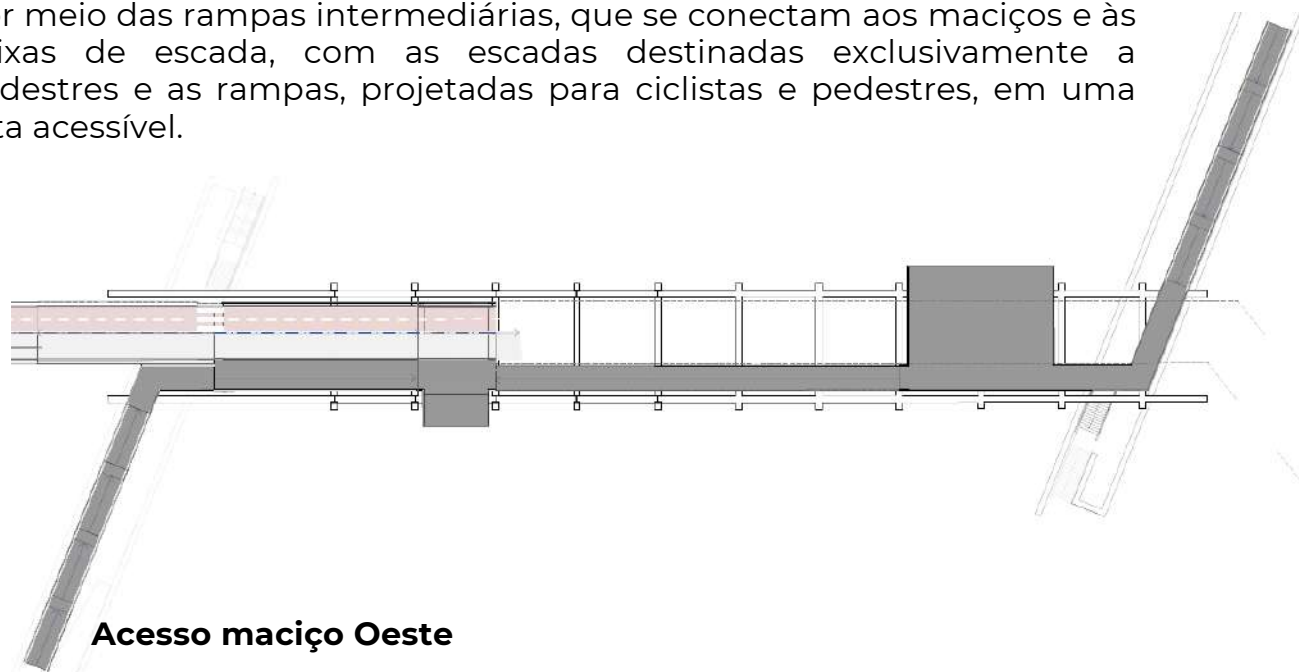 or meio das rampas intermediárias, que se conectam aos maciços e às
ixas de escada, com as escadas destinadas exclusivamente a
destres e as rampas, projetadas para ciclistas e pedestres, em uma
ta acessível.
Acesso maciço Oeste